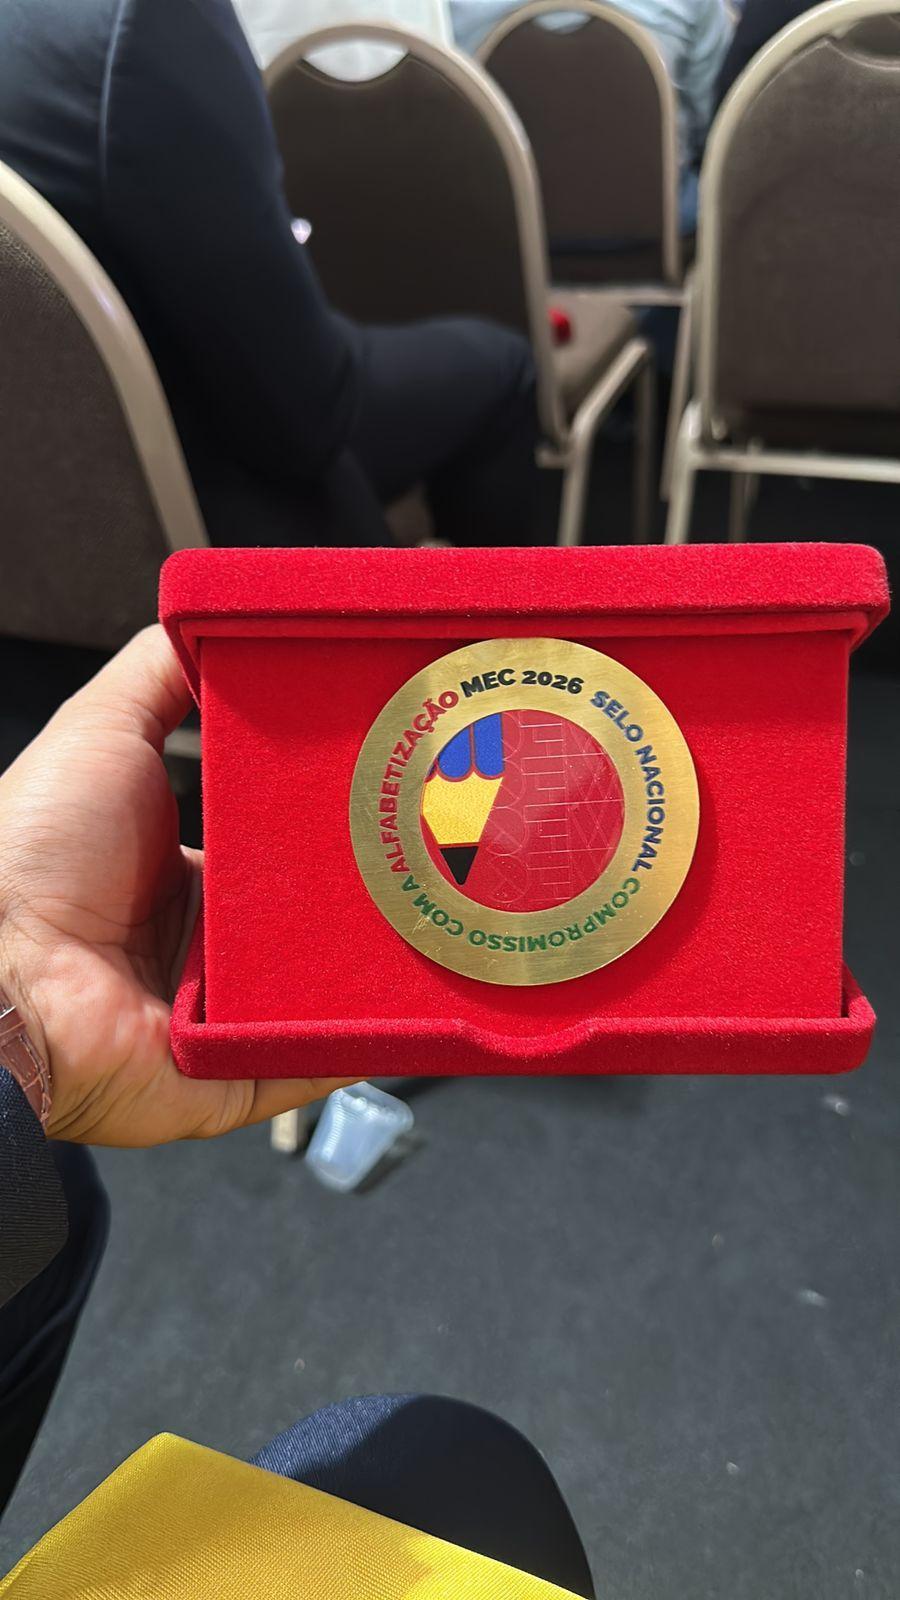 MEC 2026
SELO NACIONAL
COMPROMISSO COM A
ALFABETIZAÇÃO